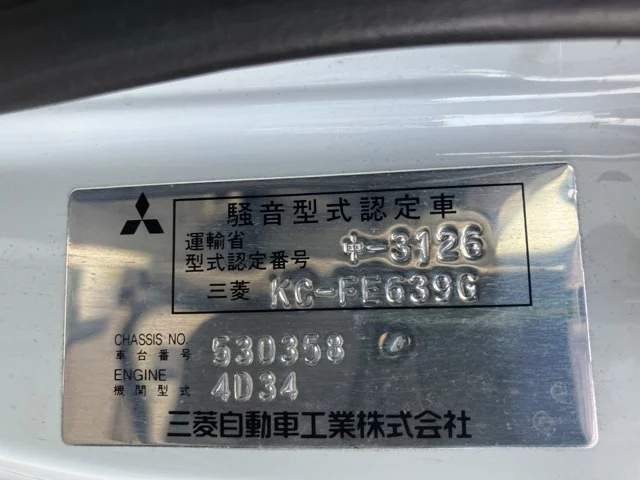 騒音型式認定車
運輸省
型式認定番号 中-3126
三菱 KC-FE639G
CHASSIS NO.
車台番号 530358
ENGINE
機関型式 4D34
三菱自動車工業株式会社